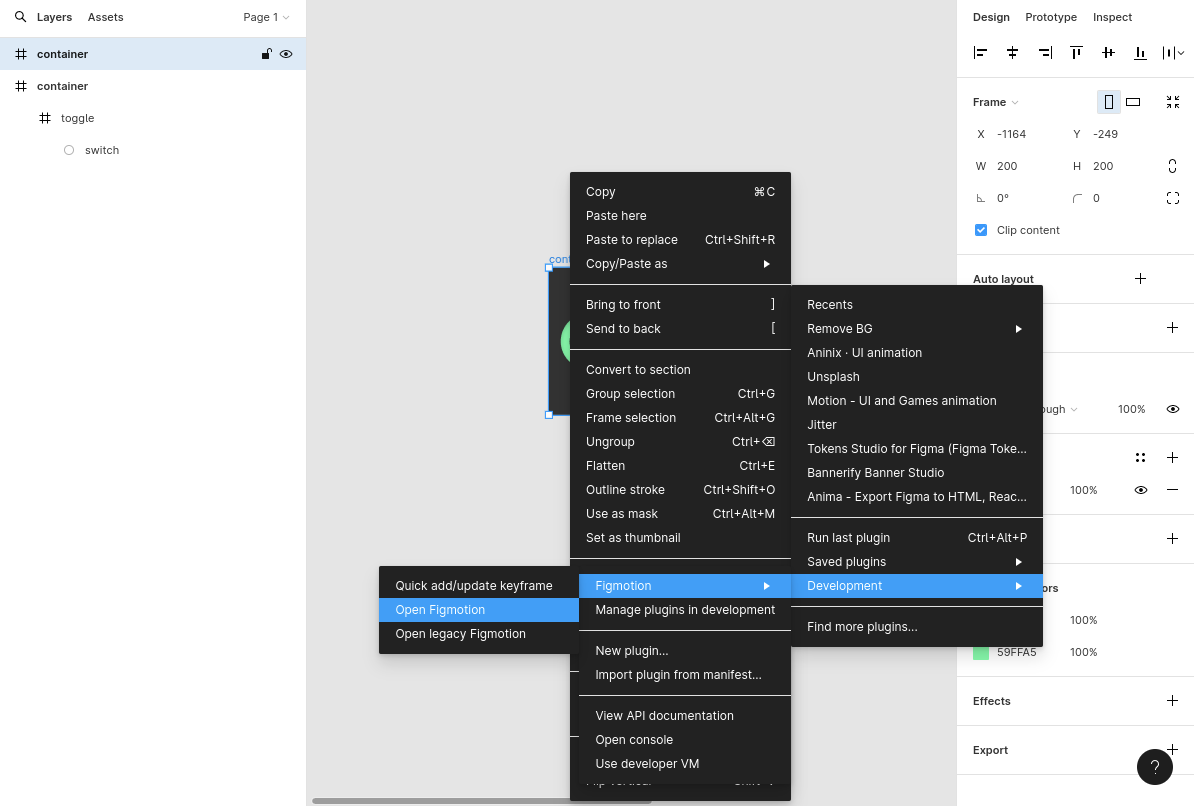 Layers
Assets
Page 1
container
container
toggle
switch
cont
Copy ⌘C
Paste here
Paste to replace Ctrl+Shift+R
Copy/Paste as
Bring to front ]
Send to back [
Convert to section
Group selection Ctrl+G
Frame selection Ctrl+Alt+G
Ungroup Ctrl+⌫
Flatten Ctrl+E
Outline stroke Ctrl+Shift+O
Use as mask Ctrl+Alt+M
Set as thumbnail
Quick add/update keyframe
Open Figmotion
Open legacy Figmotion
Figmotion
Manage plugins in development
New plugin...
Import plugin from manifest...
View API documentation
Open console
Use developer VM
Recents
Remove BG
Aninix · UI animation
Unsplash
Motion - UI and Games animation
Jitter
Tokens Studio for Figma (Figma Toke...
Bannerify Banner Studio
Anima - Export Figma to HTML, Reac...
Run last plugin Ctrl+Alt+P
Saved plugins
Development
Find more plugins...
Design
Prototype
Inspect
Frame
X -1164 Y -249
W 200 H 200
0° 0
Clip content
Auto layout
ough 100%
100%
ors
100%
59FFA5 100%
Effects
Export
?